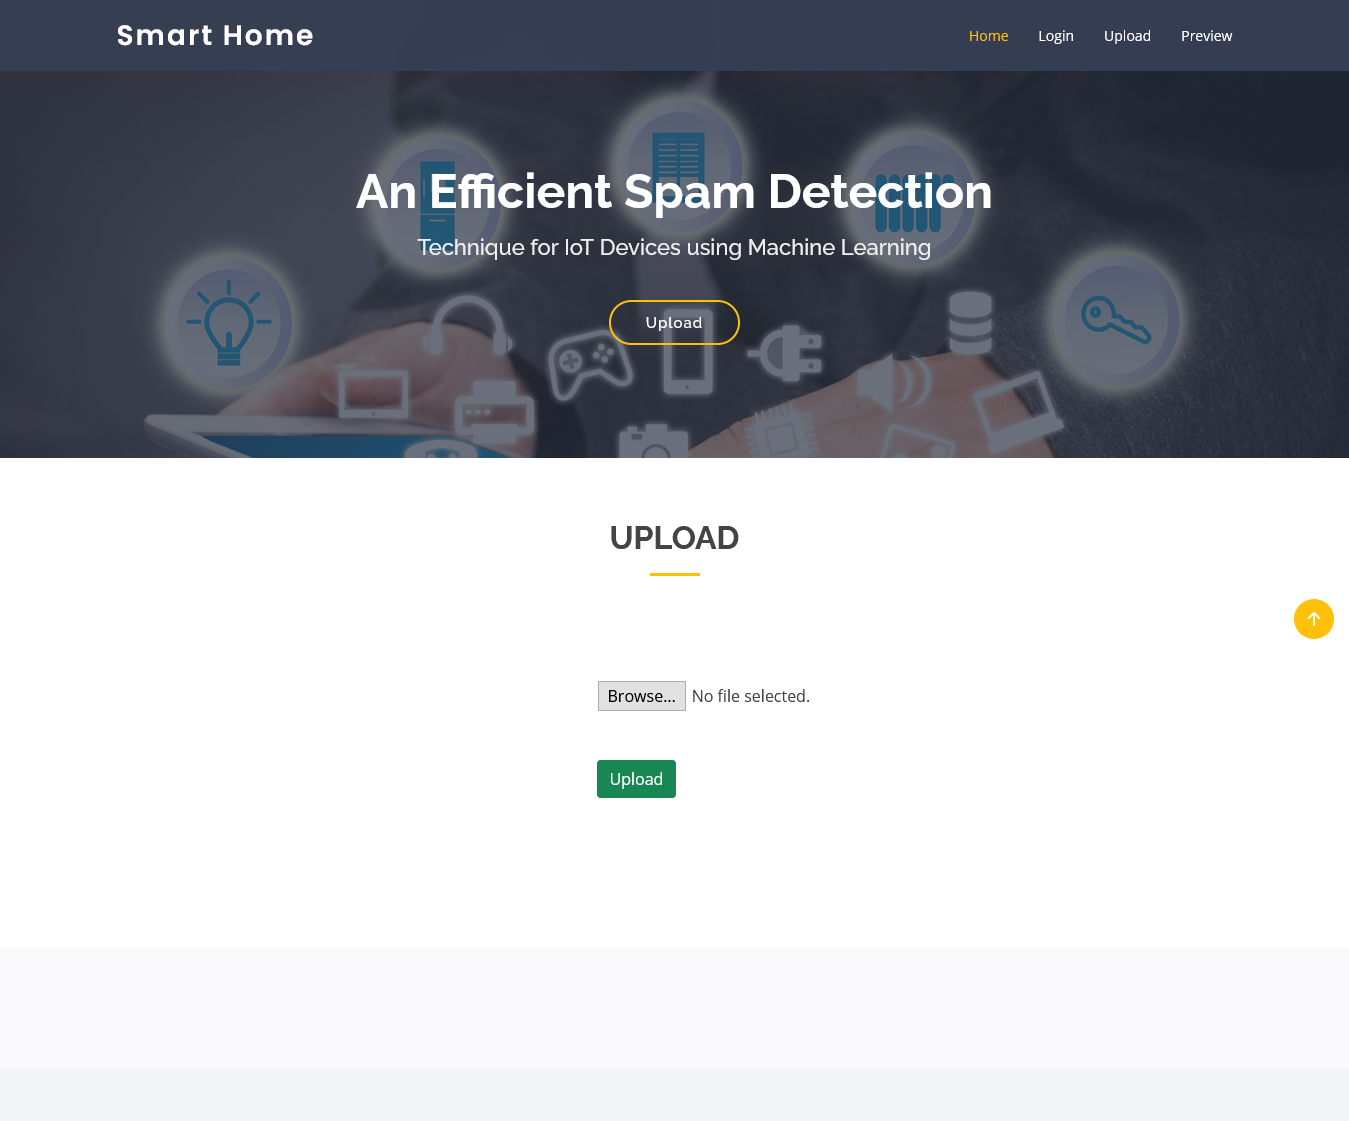 Smart Home
Home Login Upload Preview
An Efficient Spam Detection
Technique for IoT Devices using Machine Learning
Upload
UPLOAD
Browse... No file selected.
Upload